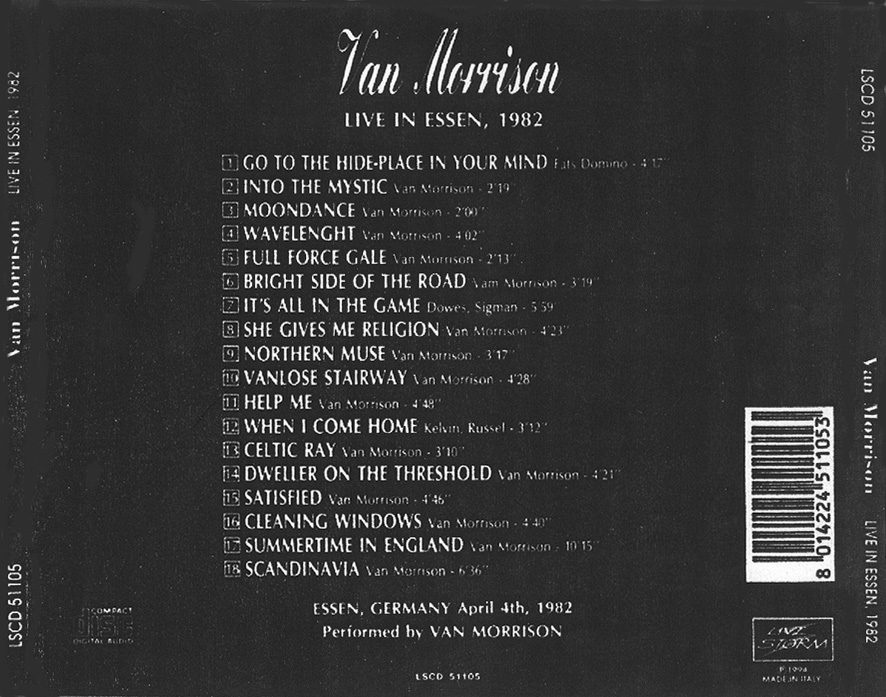 Van Morrison
LIVE IN ESSEN, 1982
1 GO TO THE HIDE-PLACE IN YOUR MIND Fats Domino - 4'17"
2 INTO THE MYSTIC Van Morrison - 2'19"
3 MOONDANCE Van Morrison - 2'00"
4 WAVELENGHT Van Morrison - 4'02"
5 FULL FORCE GALE Van Morrison - 2'13"
6 BRIGHT SIDE OF THE ROAD Vam Morrison - 3'19"
7 IT'S ALL IN THE GAME Dowes, Sigman - 5'59"
8 SHE GIVES ME RELIGION Van Morrison - 4'23"
9 NORTHERN MUSE Van Morrison - 3'17"
10 VANLOSE STAIRWAY Van Morrison - 4'28"
11 HELP ME Van Morrison - 4'48"
12 WHEN I COME HOME Kelvin, Russel - 3'12"
13 CELTIC RAY Van Morrison - 3'10"
14 DWELLER ON THE THRESHOLD Van Morrison - 4'21"
15 SATISFIED Van Morrison - 4'46"
16 CLEANING WINDOWS Van Morrison - 4'40"
17 SUMMERTIME IN ENGLAND Van Morrison - 10'15"
18 SCANDINAVIA Van Morrison - 6'36"
ESSEN, GERMANY April 4th, 1982
Performed by VAN MORRISON
LSCD 51105
COMPACT
disc
DIGITAL AUDIO
8 014224 511053
LIVE
STORM
P 1994
MADE IN ITALY
LSCD 51105 Van Morrison LIVE IN ESSEN, 1982
LSCD 51105 Van Morrison LIVE IN ESSEN, 1982